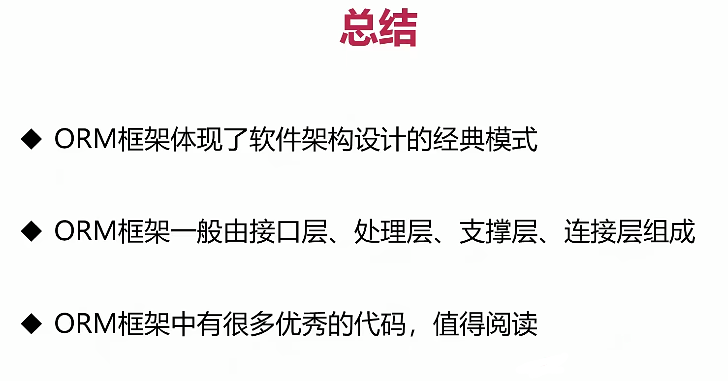 总结
◆ ORM框架体现了软件架构设计的经典模式
◆ ORM框架一般由接口层、处理层、支撑层、连接层组成
◆ ORM框架中有很多优秀的代码，值得阅读